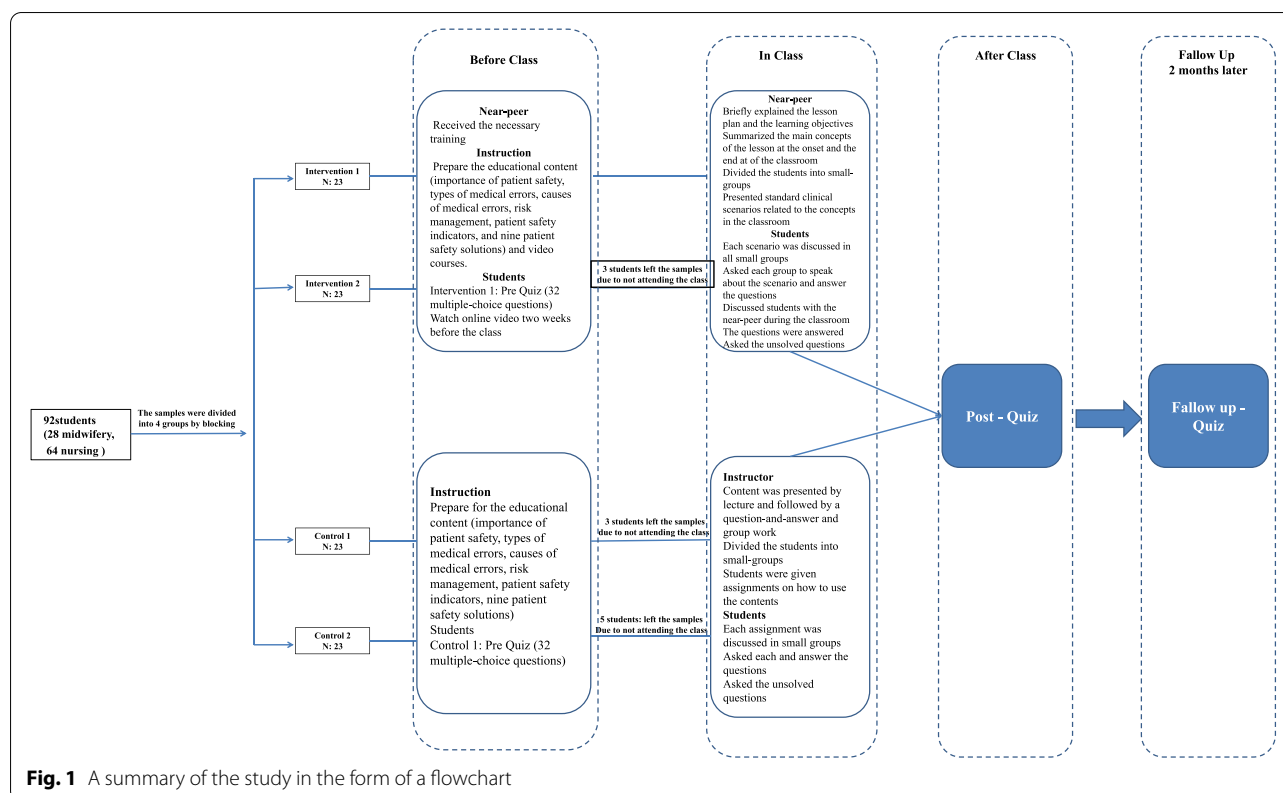 Before Class
In Class
After Class
Fallow Up
2 months later
Near-peer
Received the necessary
training
Instruction
Prepare the educational content
(importance of patient safety,
types of medical errors, causes
of medical errors, risk
management, patient safety
indicators, and nine patient
safety solutions) and video
courses.
Students
Intervention 1: Pre Quiz (32
multiple-choice questions)
Watch online video two weeks
before the class
Near-peer
Briefly explained the lesson
plan and the learning objectives
Summarized the main concepts
of the lesson at the onset and the
end at of the classroom
Divided the students into small-
groups
Presented standard clinical
scenarios related to the concepts
in the classroom
Students
Each scenario was discussed in
all small groups
Asked each group to speak
about the scenario and answer
the questions
Discussed students with the
near-peer during the classroom
The questions were answered
Asked the unsolved questions
Intervention 1
N: 23
Intervention 2
N: 23
3 students left the samples
due to not attending the class
92students
(28 midwifery,
64 nursing )
The samples were divided
into 4 groups by blocking
Post - Quiz
Fallow up -
Quiz
Control 1
N: 23
Control 2
N: 23
Instruction
Prepare for the educational
content (importance of
patient safety, types of
medical errors, causes of
medical errors, risk
management, patient safety
indicators, nine patient
safety solutions)
Students
Control 1: Pre Quiz (32
multiple-choice questions)
3 students left the samples
due to not attending the class
5 students: left the samples
Due to not attending the class
Instructor
Content was presented by
lecture and followed by a
question-and-answer and
group work
Divided the students into
small-groups
Students were given
assignments on how to use
the contents
Students
Each assignment was
discussed in small groups
Asked each and answer the
questions
Asked the unsolved
questions
Fig. 1 A summary of the study in the form of a flowchart